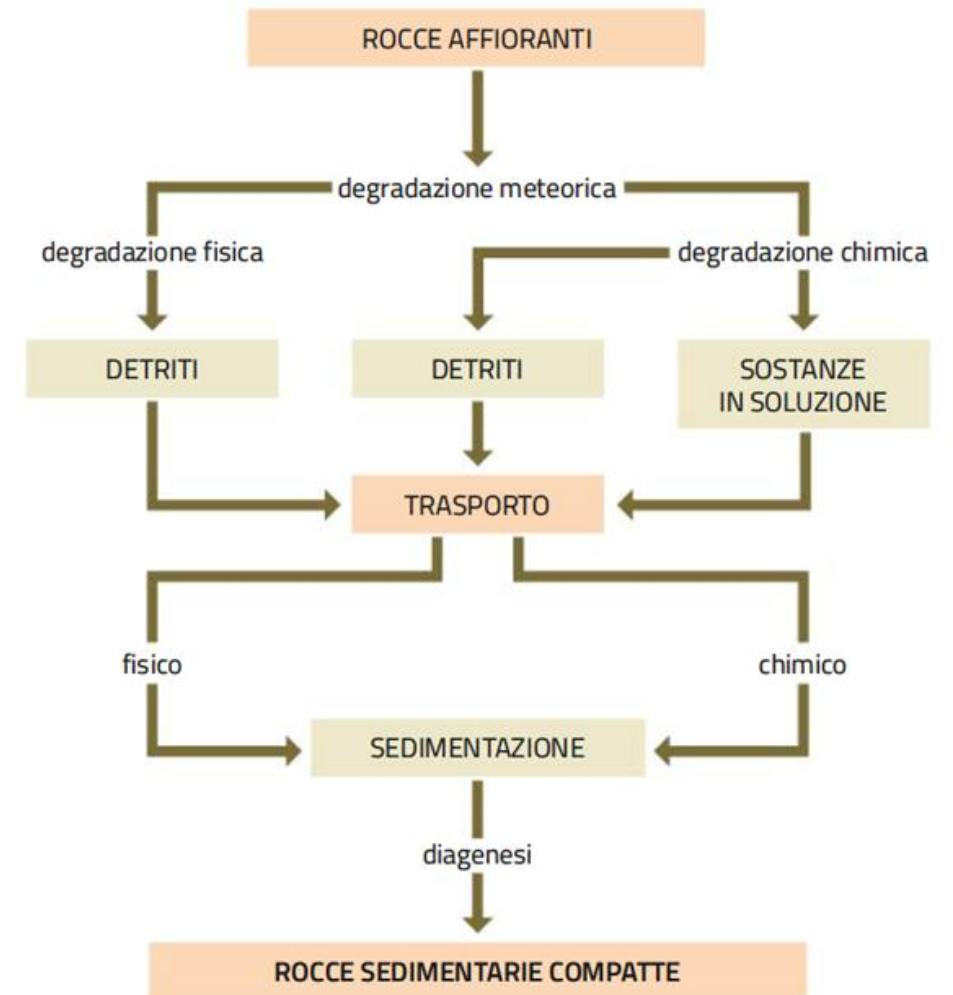 ROCCE AFFIORANTI
degradazione meteorica
degradazione fisica
degradazione chimica
DETRITI
DETRITI
SOSTANZE
IN SOLUZIONE
TRASPORTO
fisico
chimico
SEDIMENTAZIONE
diagenesi
ROCCE SEDIMENTARIE COMPATTE